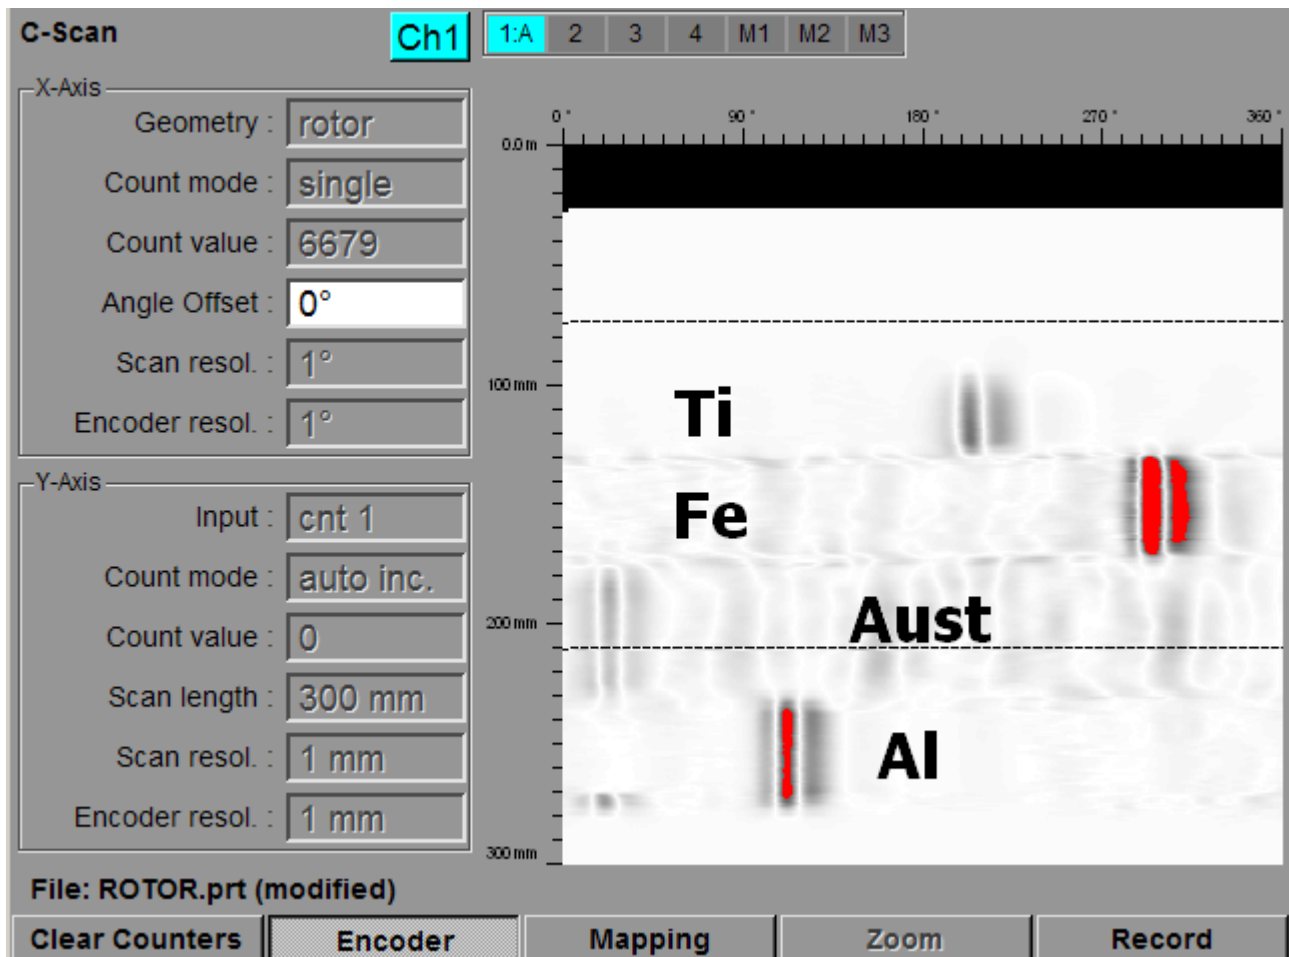 C-Scan
Ch1
1:A 2 3 4 M1 M2 M3
X-Axis
Geometry : rotor
Count mode : single
Count value : 6679
Angle Offset : 0°
Scan resol. : 1°
Encoder resol. : 1°
Y-Axis
Input : cnt 1
Count mode : auto inc.
Count value : 0
Scan length : 300 mm
Scan resol. : 1 mm
Encoder resol. : 1 mm
0 ° 90 ° 180 ° 270 ° 360 °
0.0 m
100 mm
200 mm
300 mm
Ti
Fe
Aust
Al
File: ROTOR.prt (modified)
Clear Counters Encoder Mapping Zoom Record